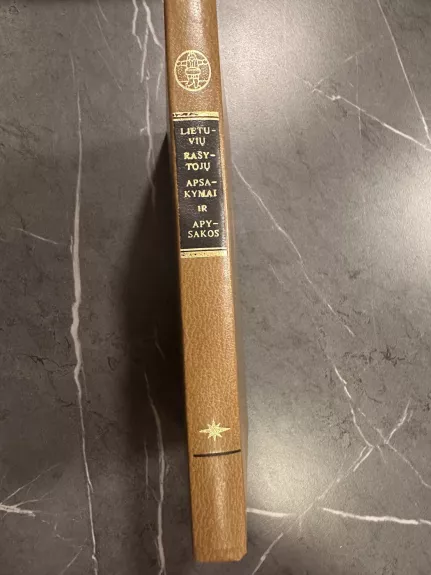 LIETU-
VIŲ
RAŠY-
TOJŲ
APSA-
KYMAI
IR
APY-
SAKOS